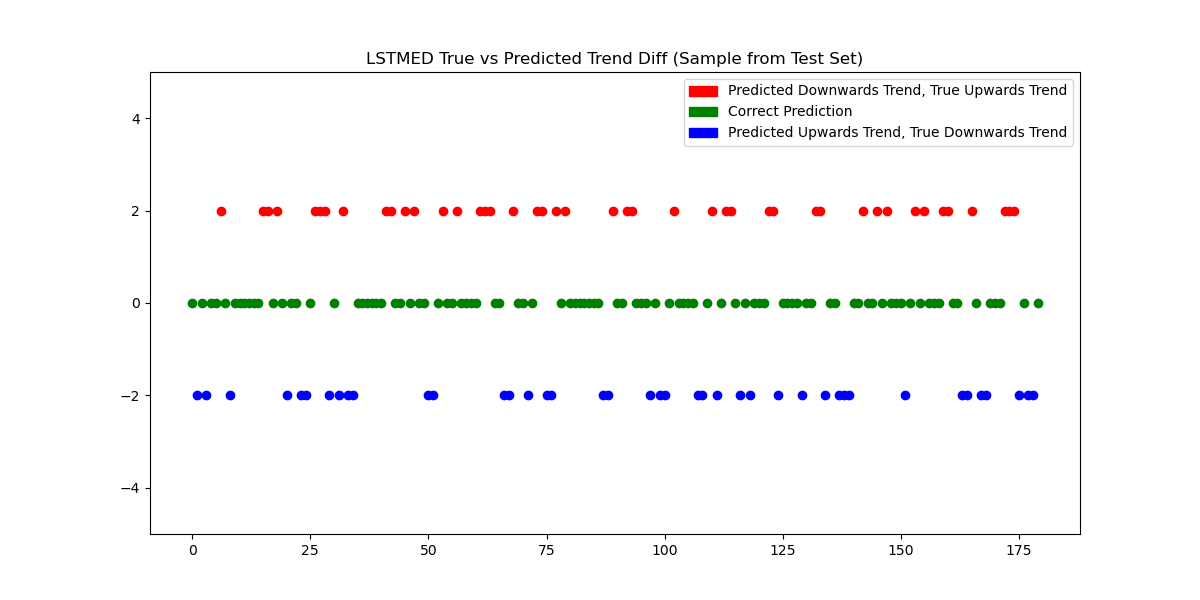 LSTMED True vs Predicted Trend Diff (Sample from Test Set)
Predicted Downwards Trend, True Upwards Trend
Correct Prediction
Predicted Upwards Trend, True Downwards Trend
4
2
0
−2
−4
0 25 50 75 100 125 150 175